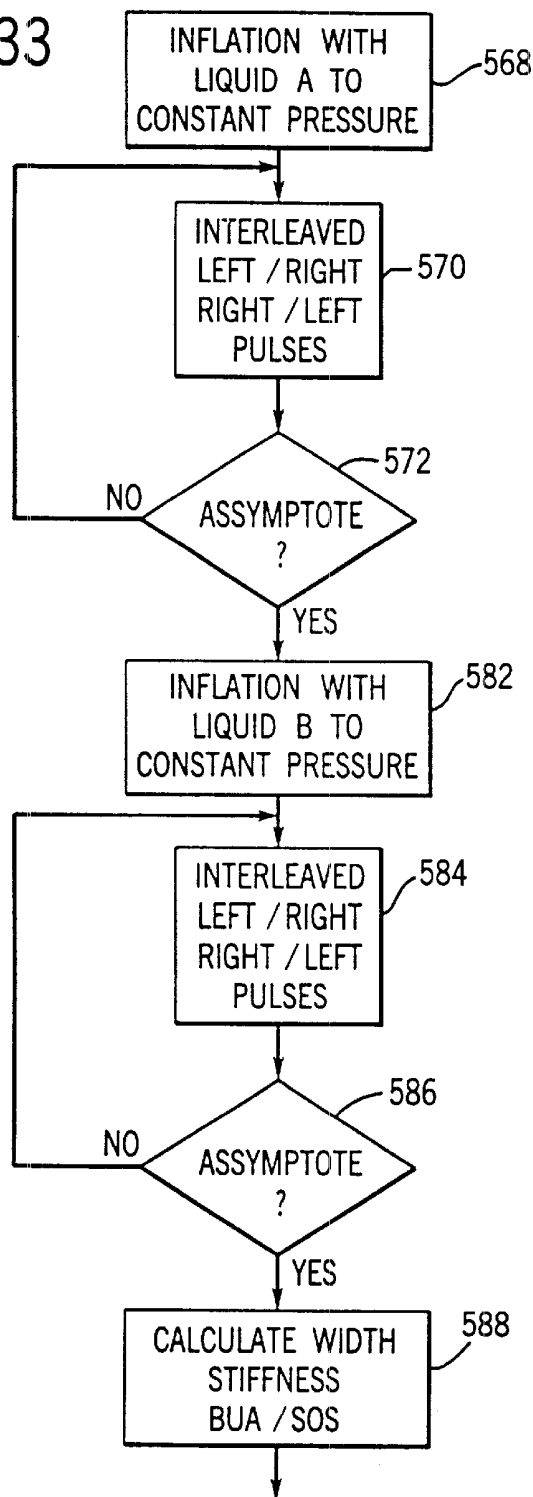 33
INFLATION WITH
LIQUID A TO
CONSTANT PRESSURE
568
INTERLEAVED
LEFT / RIGHT
RIGHT / LEFT
PULSES
570
572
NO
ASSYMPTOTE
?
YES
INFLATION WITH
LIQUID B TO
CONSTANT PRESSURE
582
INTERLEAVED
LEFT / RIGHT
RIGHT / LEFT
PULSES
584
586
NO
ASSYMPTOTE
?
YES
CALCULATE WIDTH
STIFFNESS
BUA / SOS
588